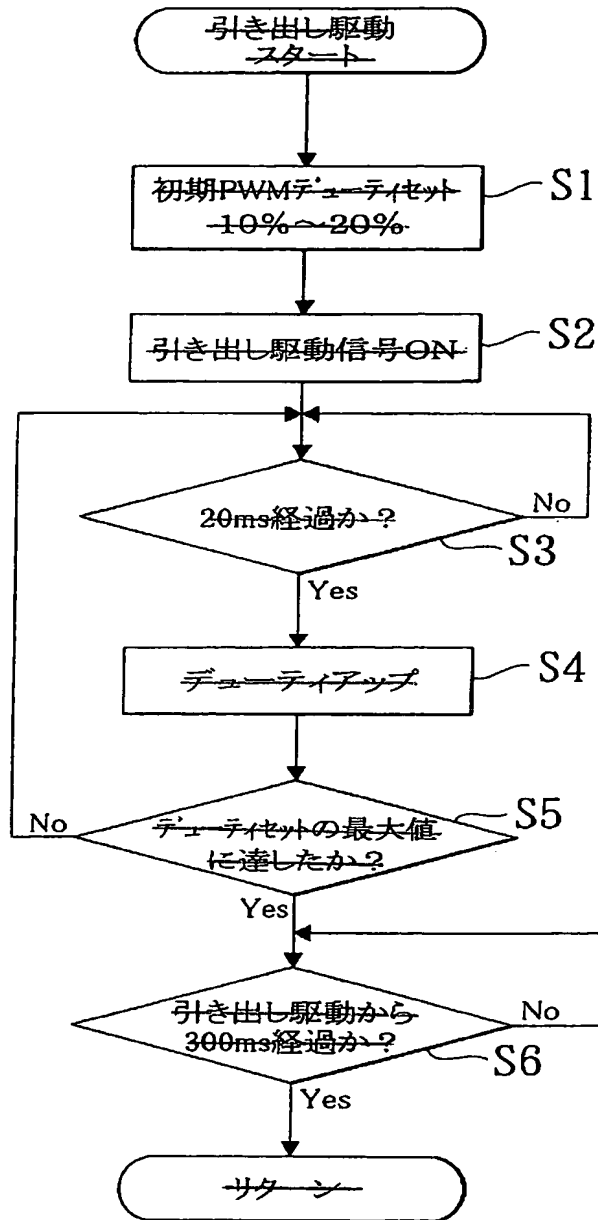 引き出し駆動
スタート
初期PWMデューティセット
10%～20%
S1
引き出し駆動信号ON
S2
20ms経過か？
No
S3
Yes
デューティアップ
S4
デューティセットの最大値
に達したか？
S5
No
Yes
引き出し駆動から
300ms経過か？
No
S6
Yes
リターン